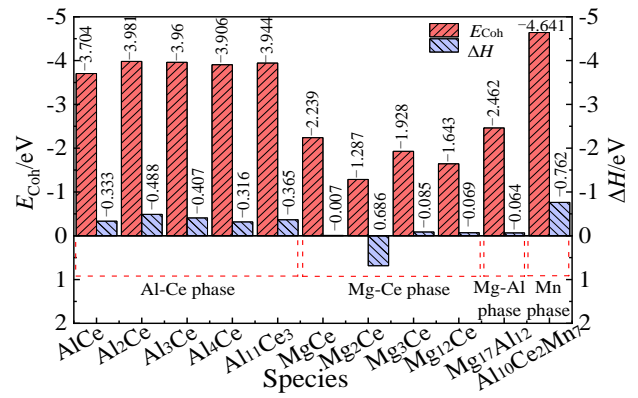 -5
-4
-3
-2
-1
0
1
2
E_Coh/eV
-5
-4
-3
-2
-1
0
1
2
ΔH/eV
E_Coh
ΔH
−3.704
−0.333
−3.981
−0.488
−3.96
−0.407
−3.906
−0.316
−3.944
−0.365
−2.239
−0.007
−1.287
0.686
−1.928
−0.085
−1.643
−0.069
−2.462
−0.064
−4.641
−0.762
Al-Ce phase
Mg-Ce phase
Mg-Al
phase
Mn
phase
AlCe
Al₂Ce
Al₃Ce
Al₄Ce
Al₁₁Ce₃
MgCe
Mg₂Ce
Mg₃Ce
Mg₁₂Ce
Mg₁₇Al₁₂
Al₁₀Ce₂Mn₇
Species